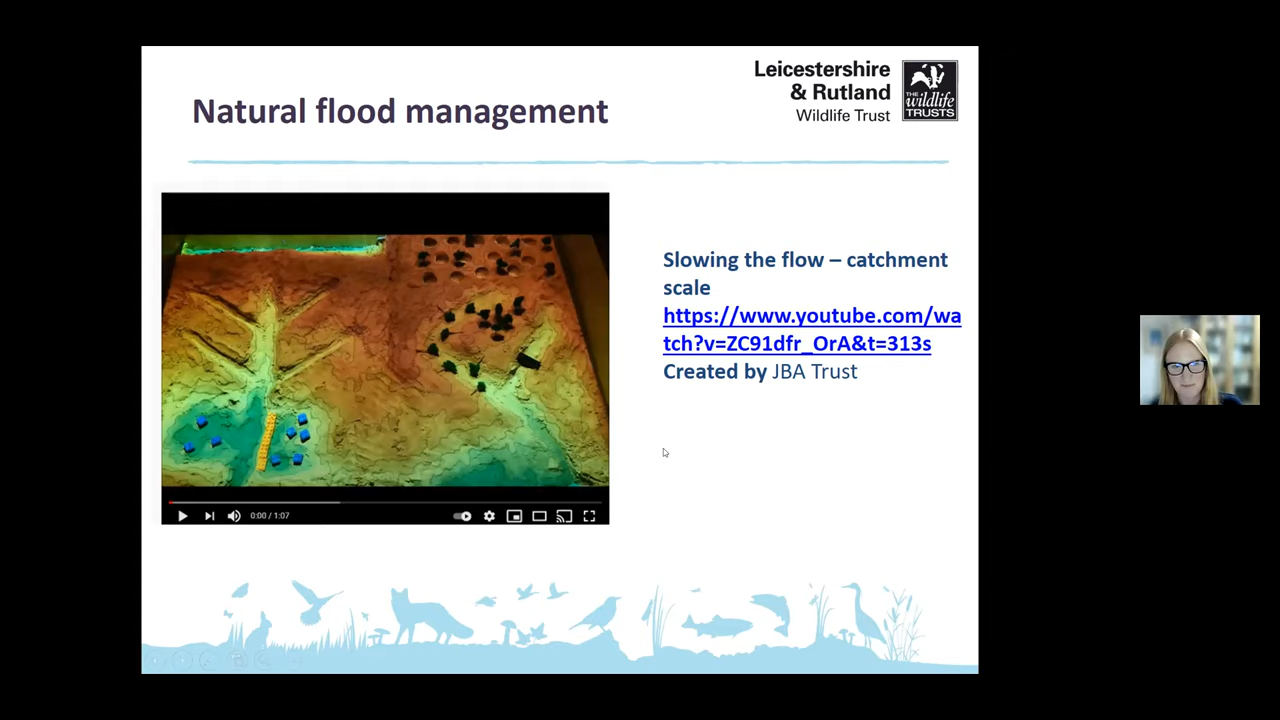 Leicestershire
& Rutland
Wildlife Trust
THE
wildlife
TRUSTS
Natural flood management
Slowing the flow – catchment
scale
https://www.youtube.com/wa
tch?v=ZC91dfr_OrA&t=313s
Created by JBA Trust
0:00 / 1:07